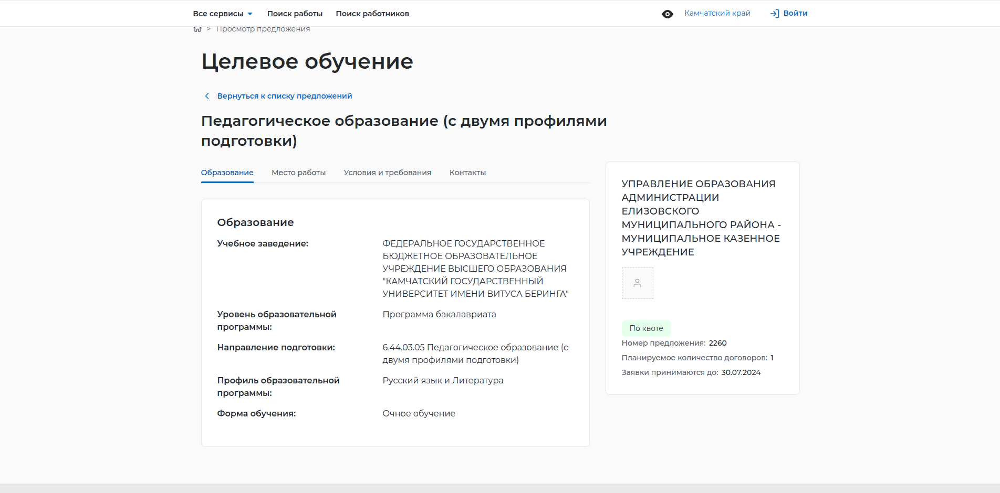 Все сервисы Поиск работы Поиск работников Камчатский край Войти
> Просмотр предложения
Целевое обучение
Вернуться к списку предложений
Педагогическое образование (с двумя профилями
подготовки)
Образование Место работы Условия и требования Контакты
Образование
Учебное заведение: ФЕДЕРАЛЬНОЕ ГОСУДАРСТВЕННОЕ
БЮДЖЕТНОЕ ОБРАЗОВАТЕЛЬНОЕ
УЧРЕЖДЕНИЕ ВЫСШЕГО ОБРАЗОВАНИЯ
"КАМЧАТСКИЙ ГОСУДАРСТВЕННЫЙ
УНИВЕРСИТЕТ ИМЕНИ ВИТУСА БЕРИНГА"
Уровень образовательной Программа бакалавриата
программы:
Направление подготовки: 6.44.03.05 Педагогическое образование (с
двумя профилями подготовки)
Профиль образовательной Русский язык и Литература
программы:
Форма обучения: Очное обучение
УПРАВЛЕНИЕ ОБРАЗОВАНИЯ
АДМИНИСТРАЦИИ
ЕЛИЗОВСКОГО
МУНИЦИПАЛЬНОГО РАЙОНА -
МУНИЦИПАЛЬНОЕ КАЗЕННОЕ
УЧРЕЖДЕНИЕ
По квоте
Номер предложения: 2260
Планируемое количество договоров: 1
Заявки принимаются до: 30.07.2024